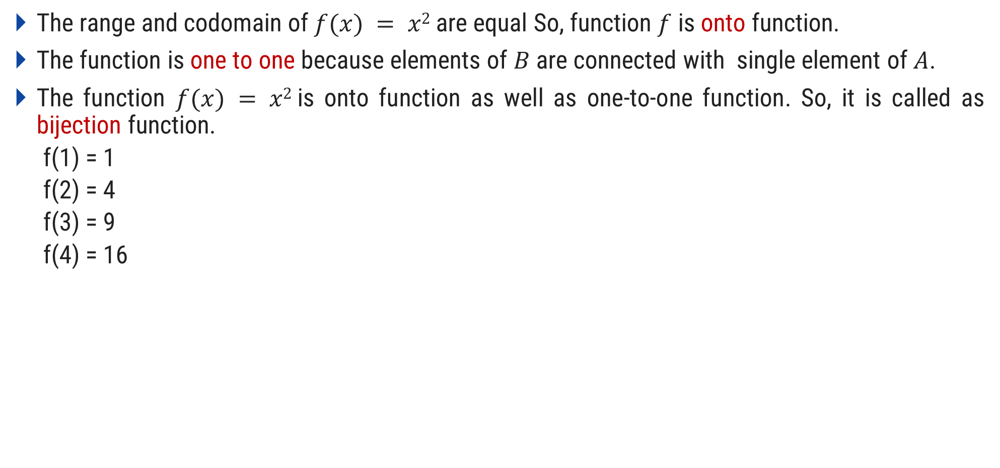 The range and codomain of f(x) = x² are equal So, function f is onto function.
The function is one to one because elements of B are connected with single element of A.
The function f(x) = x² is onto function as well as one-to-one function. So, it is called as
bijection function.
f(1) = 1
f(2) = 4
f(3) = 9
f(4) = 16